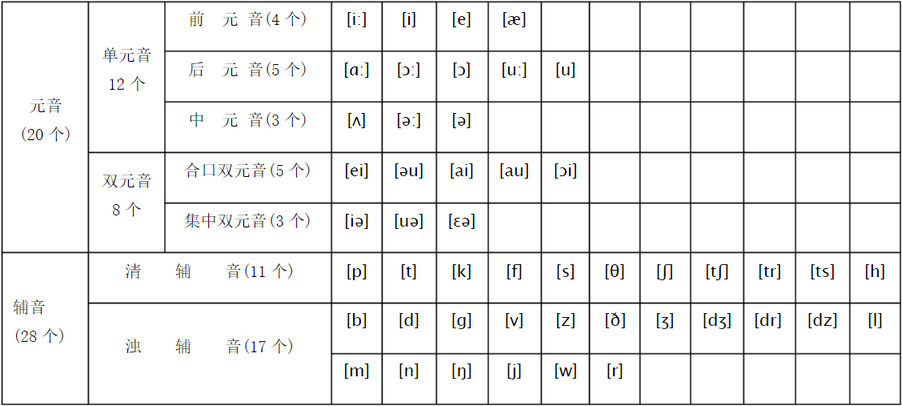 元音
(20 个)
单元音
12 个
前 元 音(4 个) [iː] [i] [e] [æ]
后 元 音(5 个) [ɑː] [ɔː] [ɔ] [uː] [u]
中 元 音(3 个) [ʌ] [əː] [ə]
双元音
8 个
合口双元音(5 个) [ei] [əu] [ai] [au] [ɔi]
集中双元音(3 个) [iə] [uə] [ɛə]
辅音
(28 个)
清 辅 音(11 个) [p] [t] [k] [f] [s] [θ] [ʃ] [tʃ] [tr] [ts] [h]
浊 辅 音(17 个) [b] [d] [g] [v] [z] [ð] [ʒ] [dʒ] [dr] [dz] [l]
[m] [n] [ŋ] [j] [w] [r]